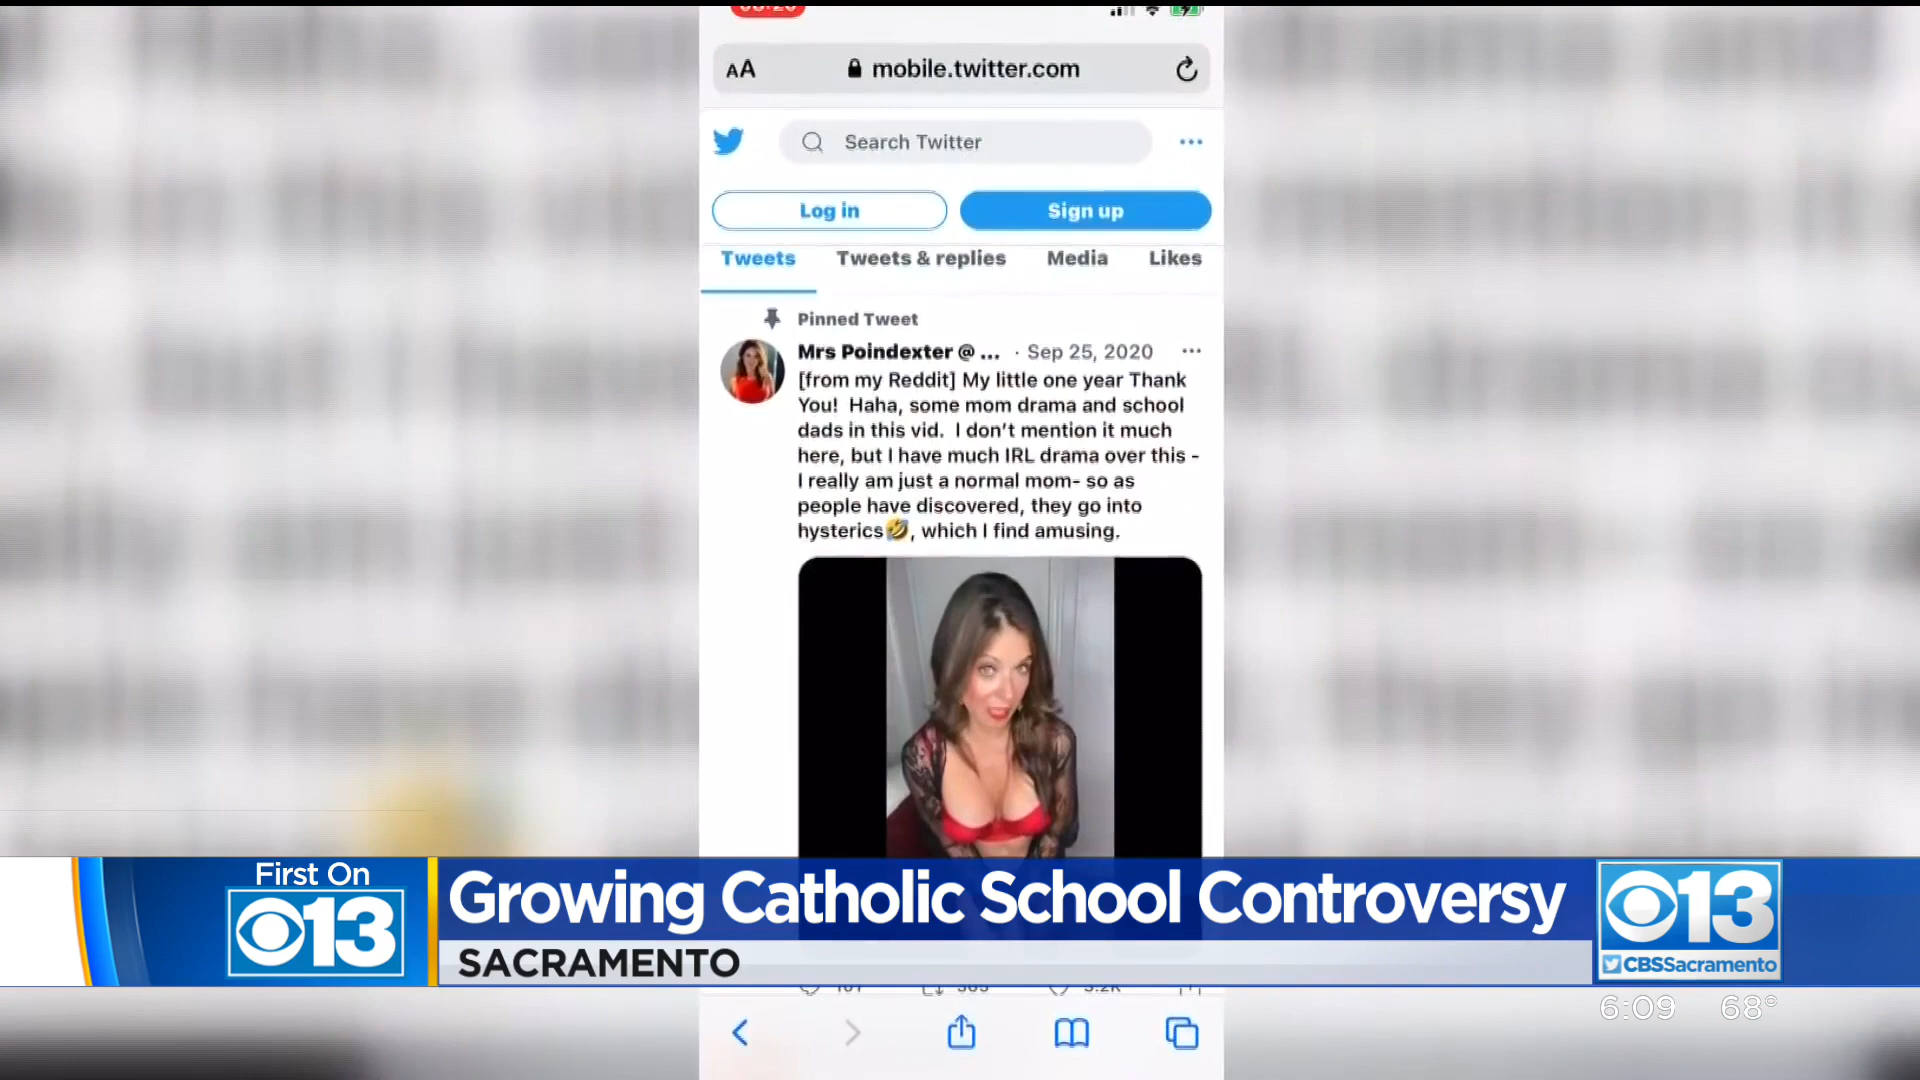 mobile.twitter.com
AA
Search Twitter
Log in
Sign up
Tweets
Tweets & replies
Media
Likes
Pinned Tweet
Mrs Poindexter @ ... · Sep 25, 2020
[from my Reddit] My little one year Thank
You! Haha, some mom drama and school
dads in this vid. I don't mention it much
here, but I have much IRL drama over this -
I really am just a normal mom- so as
people have discovered, they go into
hysterics🤣, which I find amusing.
First On
13
Growing Catholic School Controversy
SACRAMENTO
13
CBSSacramento
6:09 68°